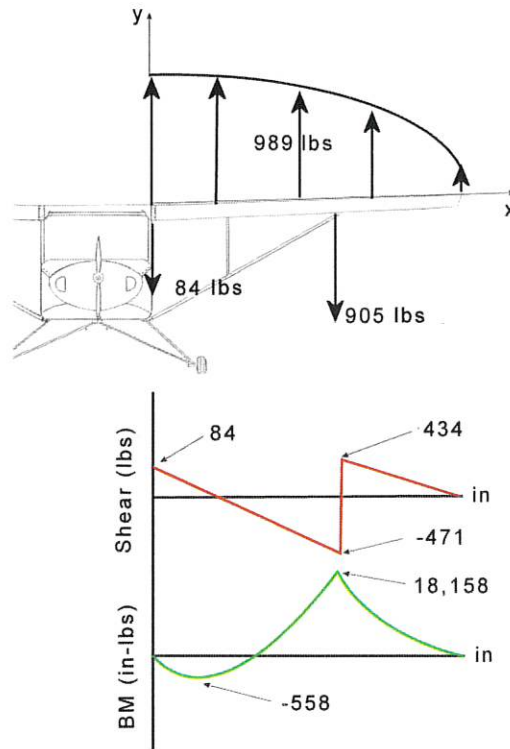 y
989 lbs
x
84 lbs
905 lbs
Shear (lbs)
84
434
in
-471
18,158
BM (in-lbs)
in
-558